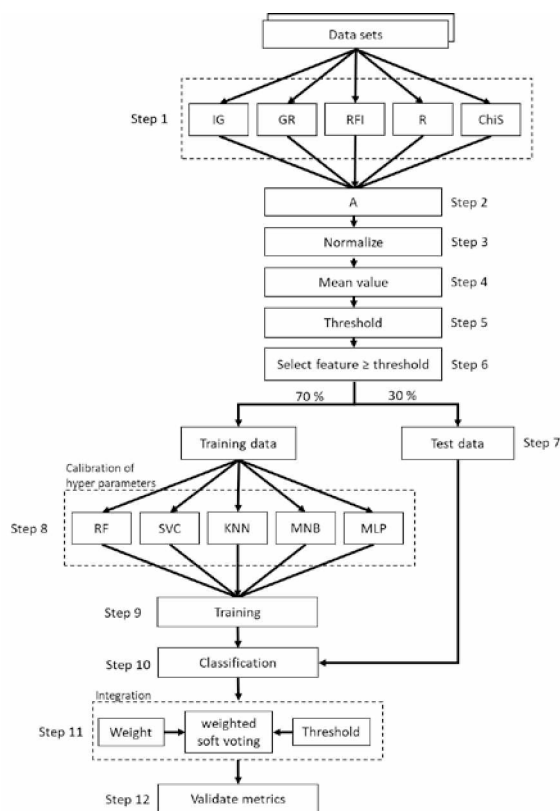 Data sets
Step 1
IG
GR
RFI
R
ChiS
A
Step 2
Normalize
Step 3
Mean value
Step 4
Threshold
Step 5
Select feature ≥ threshold
Step 6
70 %
30 %
Training data
Test data
Step 7
Calibration of
hyper parameters
Step 8
RF
SVC
KNN
MNB
MLP
Step 9
Training
Step 10
Classification
Integration
Step 11
Weight
weighted
soft voting
Threshold
Step 12
Validate metrics